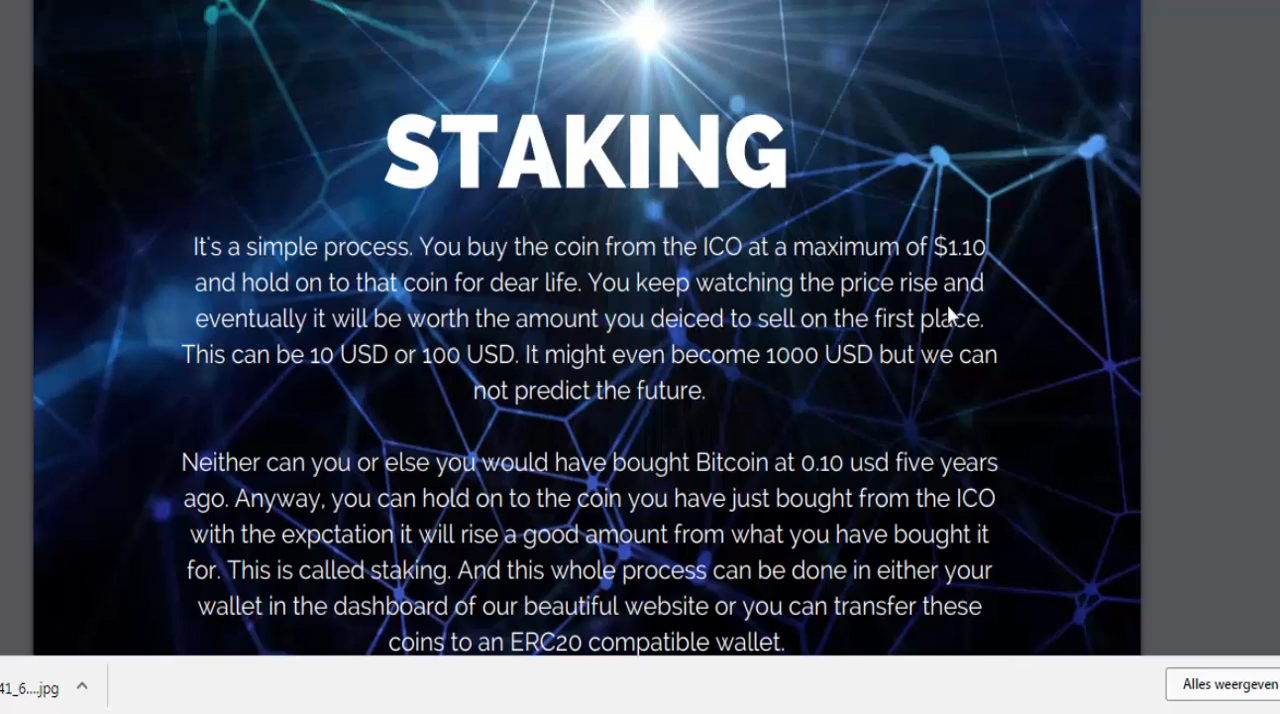 STAKING
It's a simple process. You buy the coin from the ICO at a maximum of $1.10
and hold on to that coin for dear life. You keep watching the price rise and
eventually it will be worth the amount you deiced to sell on the first place.
This can be 10 USD or 100 USD. It might even become 1000 USD but we can
not predict the future.
Neither can you or else you would have bought Bitcoin at 0.10 usd five years
ago. Anyway, you can hold on to the coin you have just bought from the ICO
with the expctation it will rise a good amount from what you have bought it
for. This is called staking. And this whole process can be done in either your
wallet in the dashboard of our beautiful website or you can transfer these
coins to an ERC20 compatible wallet.
41_6....jpg
Alles weergeven